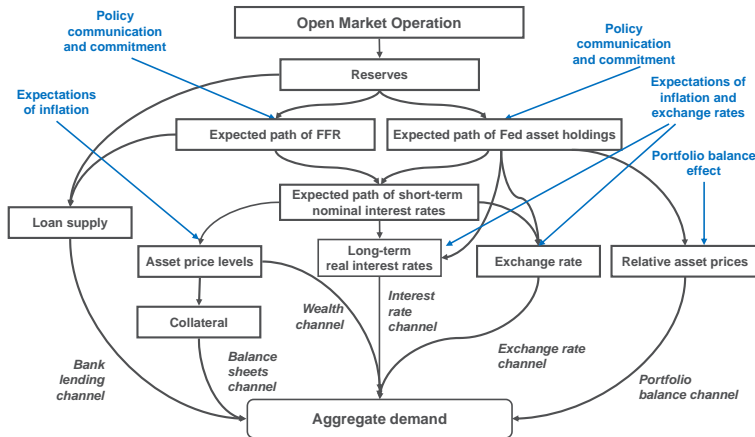 Policy
communication
and commitment
Open Market Operation
Policy
communication
and commitment
Reserves
Expectations
of inflation
Expectations of
inflation and
exchange rates
Expected path of FFR
Expected path of Fed asset holdings
Portfolio balance
effect
Expected path of short-term
nominal interest rates
Loan supply
Asset price levels
Long-term
real interest rates
Exchange rate
Relative asset prices
Collateral
Wealth
channel
Interest
rate
channel
Bank
lending
channel
Balance
sheets
channel
Exchange rate
channel
Portfolio
balance channel
Aggregate demand